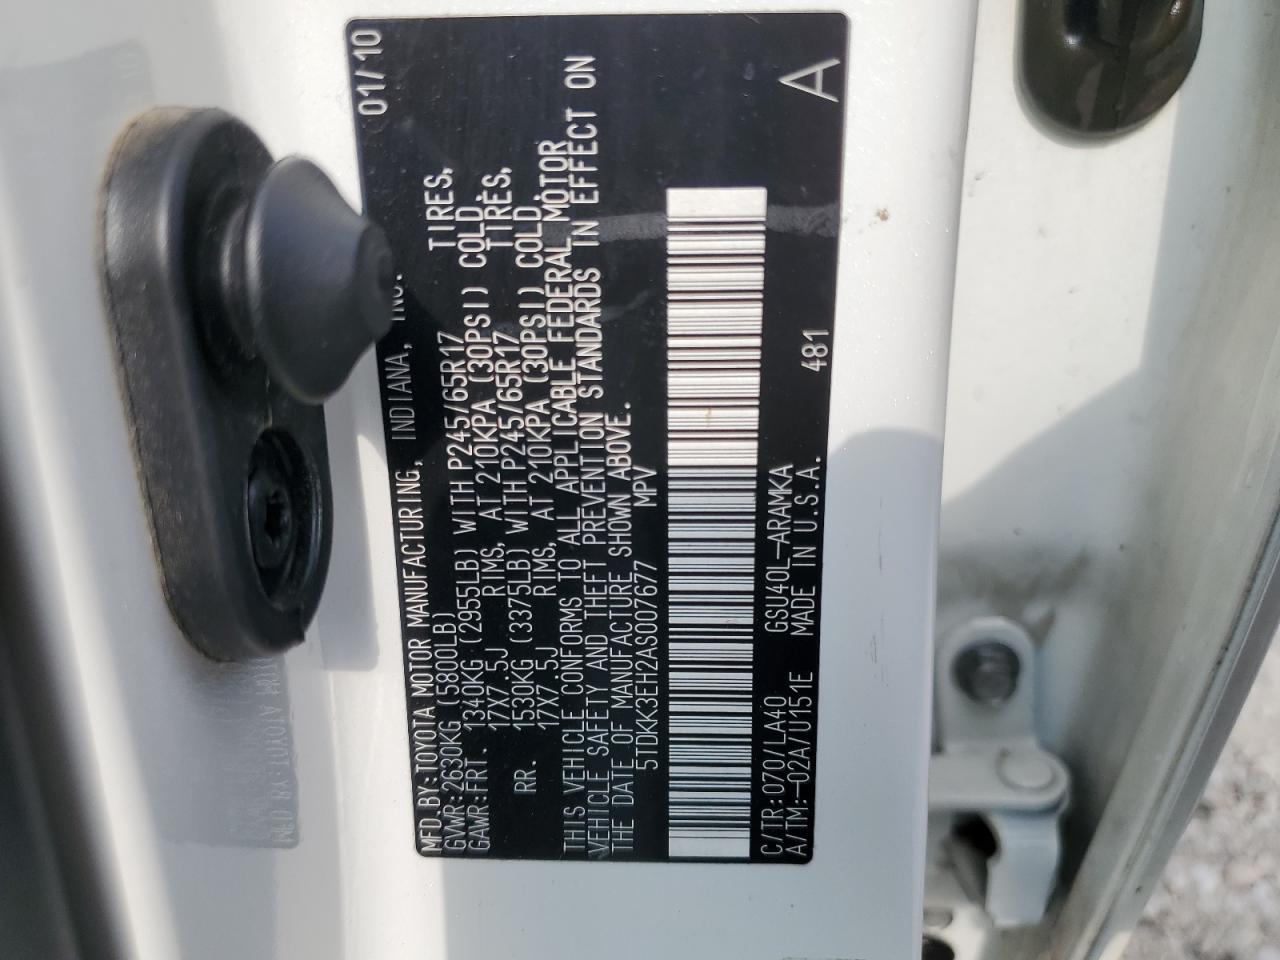 MFD.BY:TOYOTA MOTOR MANUFACTURING, INDIANA, INC. 01/10
GVWR:2630KG (5800LB)
GAWR:FRT. 1340KG (2955LB) WITH P245/65R17 TIRES,
17X7.5J RIMS, AT 210KPA (30PSI) COLD.
RR. 1530KG (3375LB) WITH P245/65R17 TIRES,
17X7.5J RIMS, AT 210KPA (30PSI) COLD.
THIS VEHICLE CONFORMS TO ALL APPLICABLE FEDERAL MOTOR
VEHICLE SAFETY AND THEFT PREVENTION STANDARDS IN EFFECT ON
THE DATE OF MANUFACTURE SHOWN ABOVE.
5TDKK3EH2AS007677 MPV
C/TR:070/LA40 GSU40L-ARAMKA
A/TM:-02A/U151E MADE IN U.S.A. 481 A